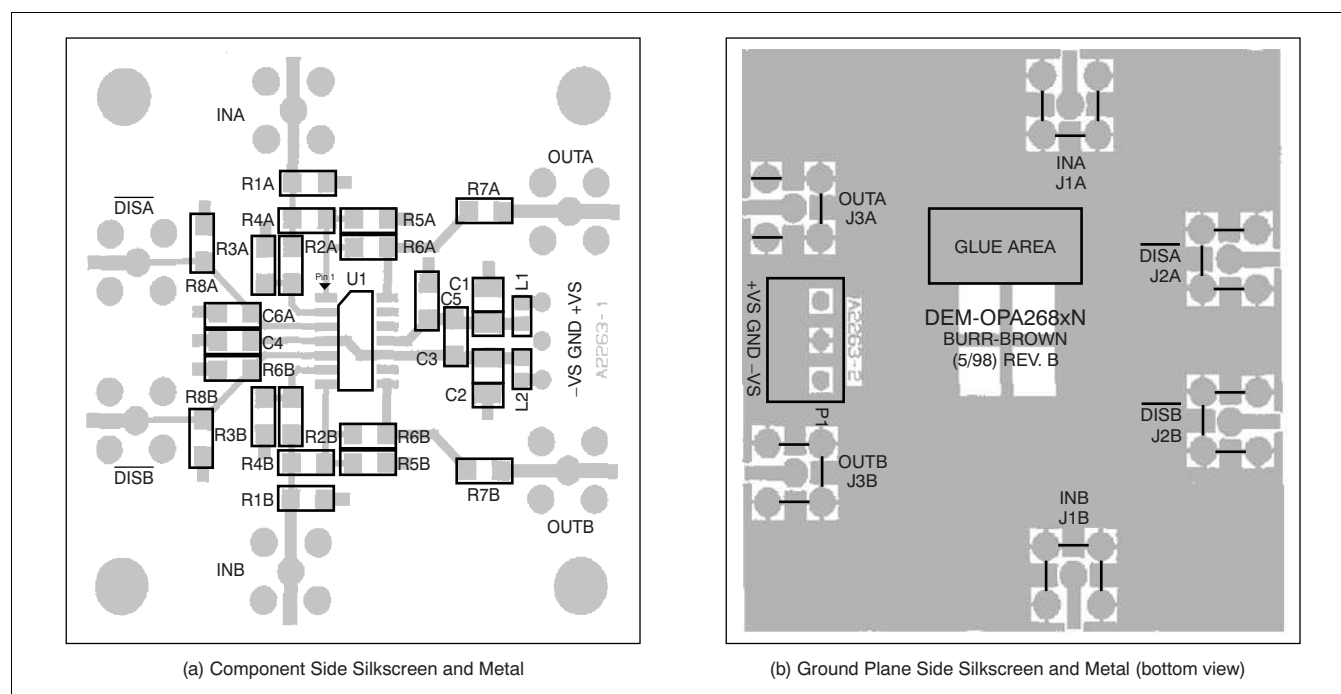 INA
OUTA
R1A
R7A
DISA
R4A
R5A
R3A
R2A
R6A
Pin 1
U1
R8A
C1
L1
C5
C6A
C4
R6B
C3
–VS GND +VS
A2263-1
C2
L2
R8B
R3B
R2B
R6B
R4B
R5B
DISB
R1B
R7B
OUTB
INB
(a) Component Side Silkscreen and Metal
INA
J1A
OUTA
J3A
GLUE AREA
DISA
J2A
+VS GND –VS
A2263-2
DEM-OPA268xN
BURR-BROWN
(5/98) REV. B
P1
DISB
J2B
OUTB
J3B
INB
J1B
(b) Ground Plane Side Silkscreen and Metal (bottom view)